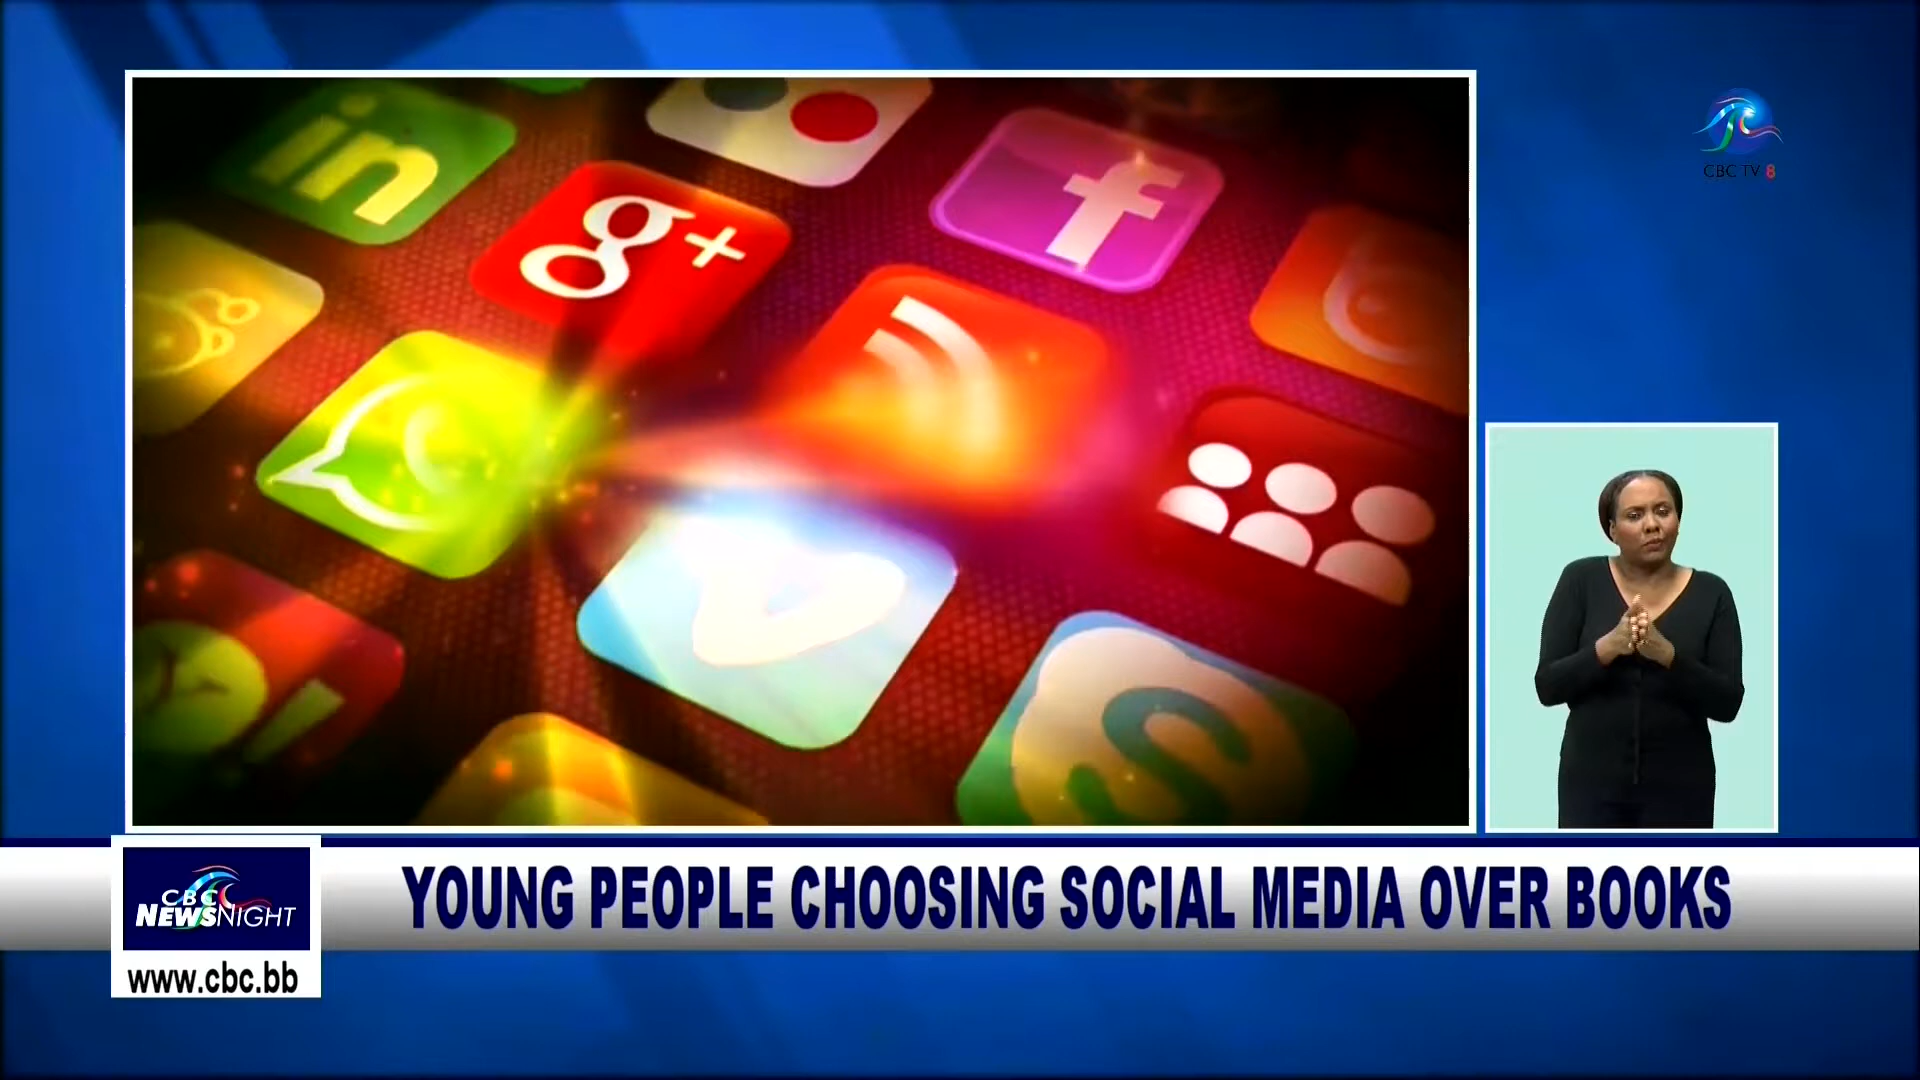 in
g+
f
S
CBC TV 8
CBC
NEWSNIGHT
www.cbc.bb
YOUNG PEOPLE CHOOSING SOCIAL MEDIA OVER BOOKS